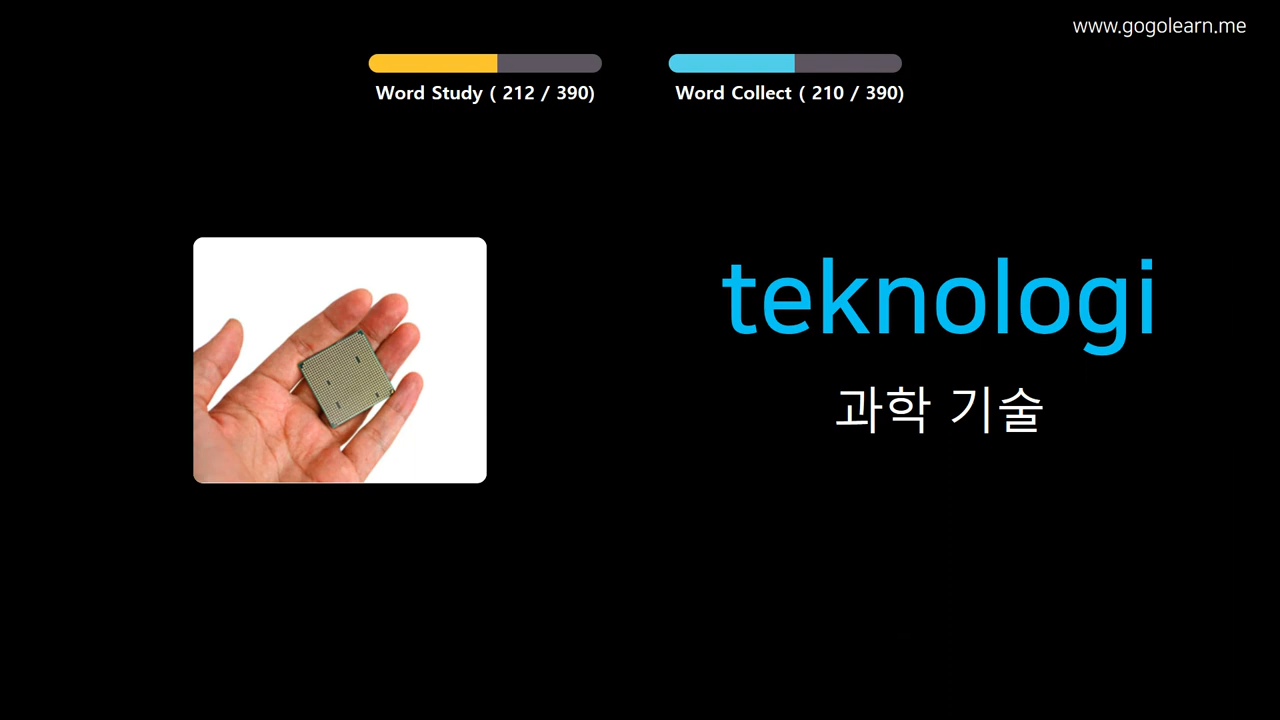 www.gogolearn.me
Word Study ( 212 / 390)
Word Collect ( 210 / 390)
teknologi
과학 기술